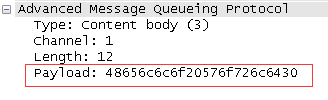 Advanced Message Queueing Protocol
Type: Content body (3)
Channel: 1
Length: 12
Payload: 48656c6c6f20576f726c6430